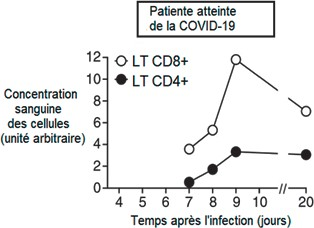 Patiente atteinte
de la COVID-19
12
10
8
6
4
2
0
LT CD8+
LT CD4+
Concentration
sanguine
des cellules
(unité arbitraire)
4 5 6 7 8 9 10 // 20
Temps après l'infection (jours)